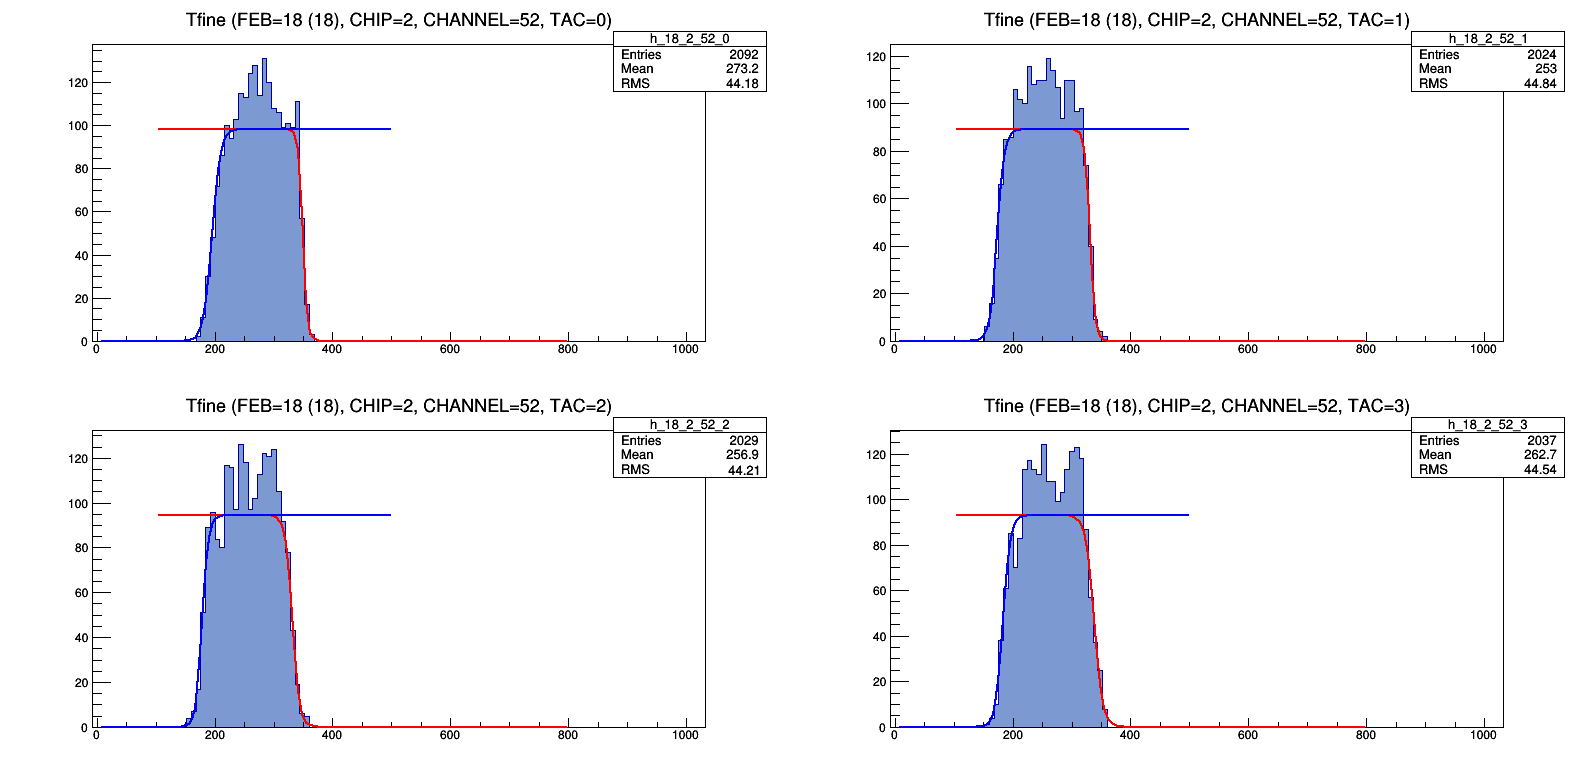 Tfine (FEB=18 (18), CHIP=2, CHANNEL=52, TAC=0)
h_18_2_52_0
Entries 2092
Mean 273.2
RMS 44.18
120
100
80
60
40
20
0
0 200 400 600 800 1000
Tfine (FEB=18 (18), CHIP=2, CHANNEL=52, TAC=1)
h_18_2_52_1
Entries 2024
Mean 253
RMS 44.84
120
100
80
60
40
20
0
0 200 400 600 800 1000
Tfine (FEB=18 (18), CHIP=2, CHANNEL=52, TAC=2)
h_18_2_52_2
Entries 2029
Mean 256.9
RMS 44.21
120
100
80
60
40
20
0
0 200 400 600 800 1000
Tfine (FEB=18 (18), CHIP=2, CHANNEL=52, TAC=3)
h_18_2_52_3
Entries 2037
Mean 262.7
RMS 44.54
120
100
80
60
40
20
0
0 200 400 600 800 1000